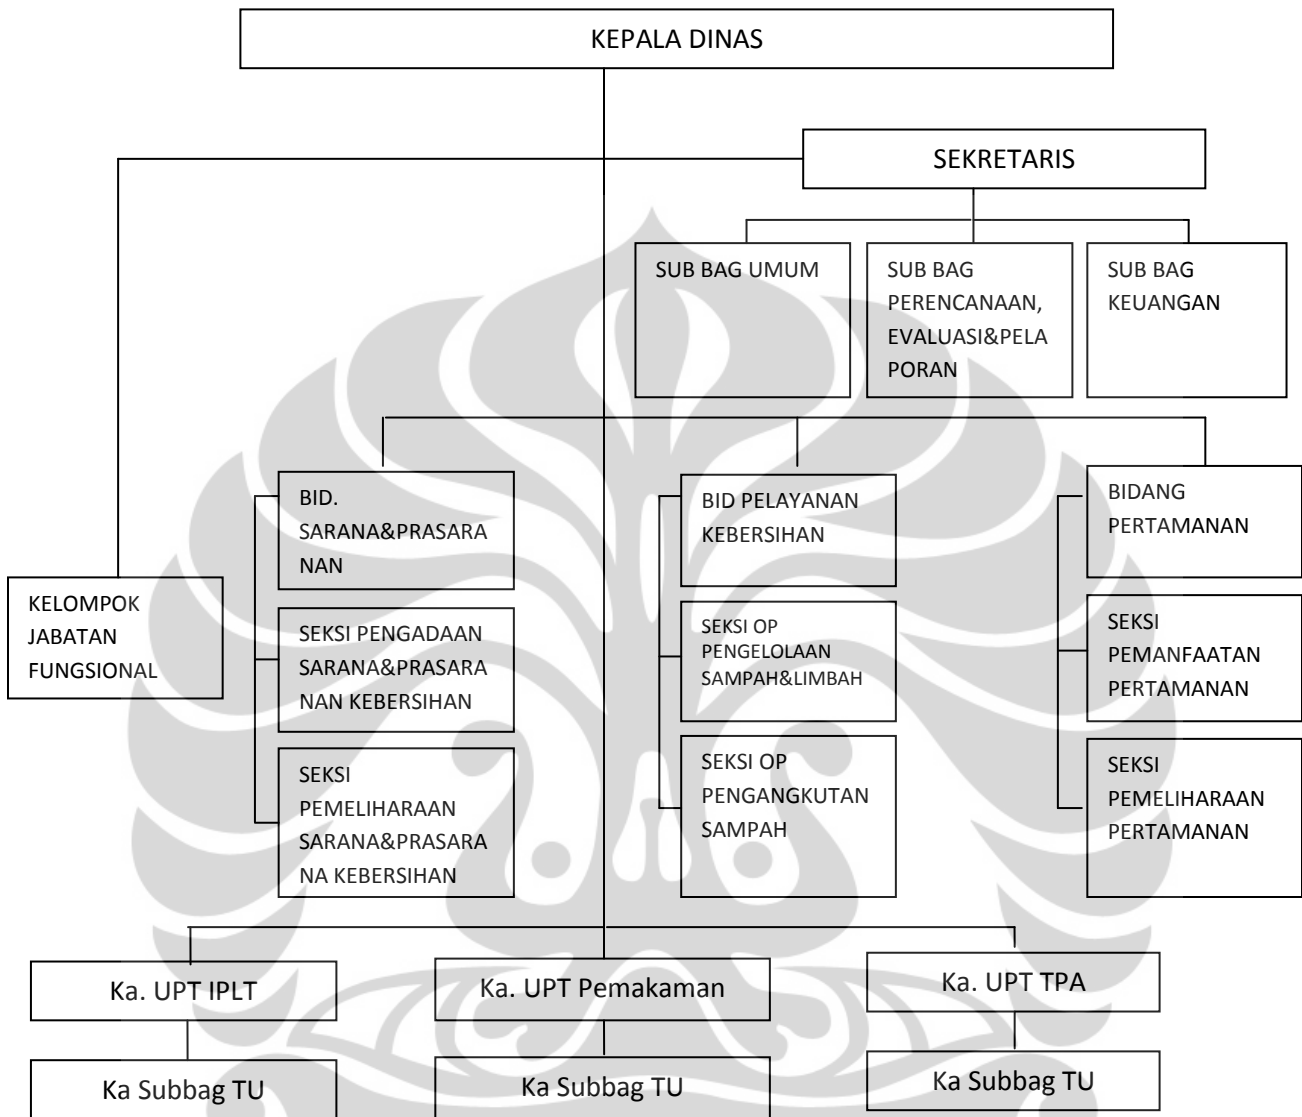 KEPALA DINAS
SEKRETARIS
SUB BAG UMUM
SUB BAG
PERENCANAAN,
EVALUASI&PELA
PORAN
SUB BAG
KEUANGAN
BID.
SARANA&PRASARA
NAN
BID PELAYANAN
KEBERSIHAN
BIDANG
PERTAMANAN
KELOMPOK
JABATAN
FUNGSIONAL
SEKSI PENGADAAN
SARANA&PRASARA
NAN KEBERSIHAN
SEKSI OP
PENGELOLAAN
SAMPAH&LIMBAH
SEKSI
PEMANFAATAN
PERTAMANAN
SEKSI
PEMELIHARAAN
SARANA&PRASARA
NA KEBERSIHAN
SEKSI OP
PENGANGKUTAN
SAMPAH
SEKSI
PEMELIHARAAN
PERTAMANAN
Ka. UPT IPLT
Ka. UPT Pemakaman
Ka. UPT TPA
Ka Subbag TU
Ka Subbag TU
Ka Subbag TU